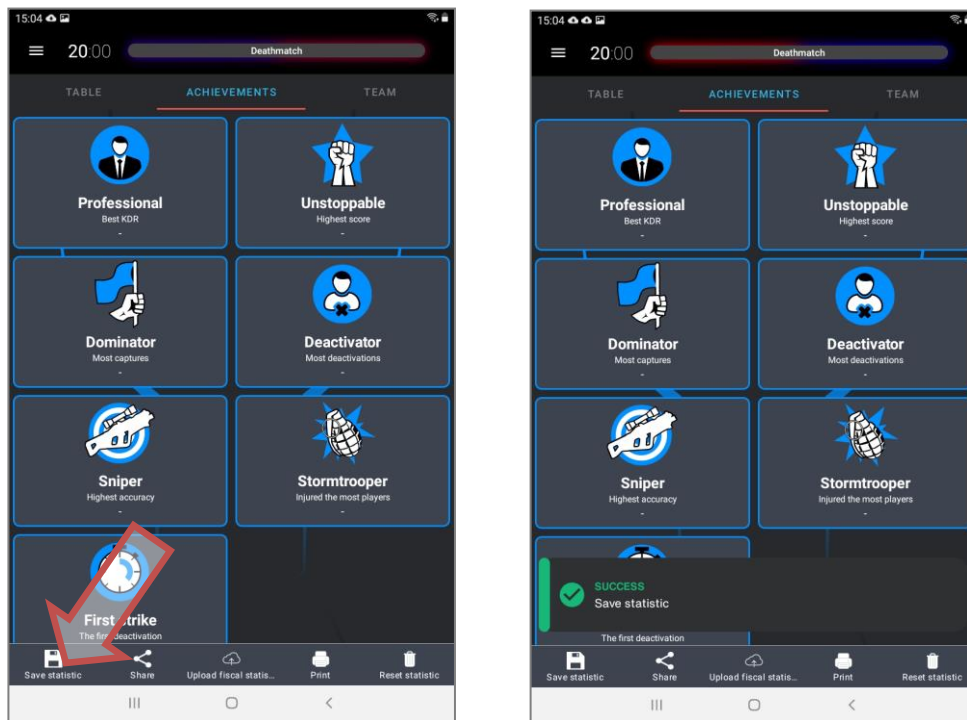 15:04
20:00
Deathmatch
TABLE
ACHIEVEMENTS
TEAM
Professional
Best KDR
-
Unstoppable
Highest score
-
Dominator
Most captures
-
Deactivator
Most deactivations
-
Sniper
Highest accuracy
-
Stormtrooper
Injured the most players
-
First strike
The first deactivation
Save statistic
Share
Upload fiscal statis...
Print
Reset statistic
15:04
20:00
Deathmatch
TABLE
ACHIEVEMENTS
TEAM
Professional
Best KDR
-
Unstoppable
Highest score
-
Dominator
Most captures
-
Deactivator
Most deactivations
-
Sniper
Highest accuracy
-
Stormtrooper
Injured the most players
-
SUCCESS
Save statistic
The first deactivation
Save statistic
Share
Upload fiscal statis...
Print
Reset statistic